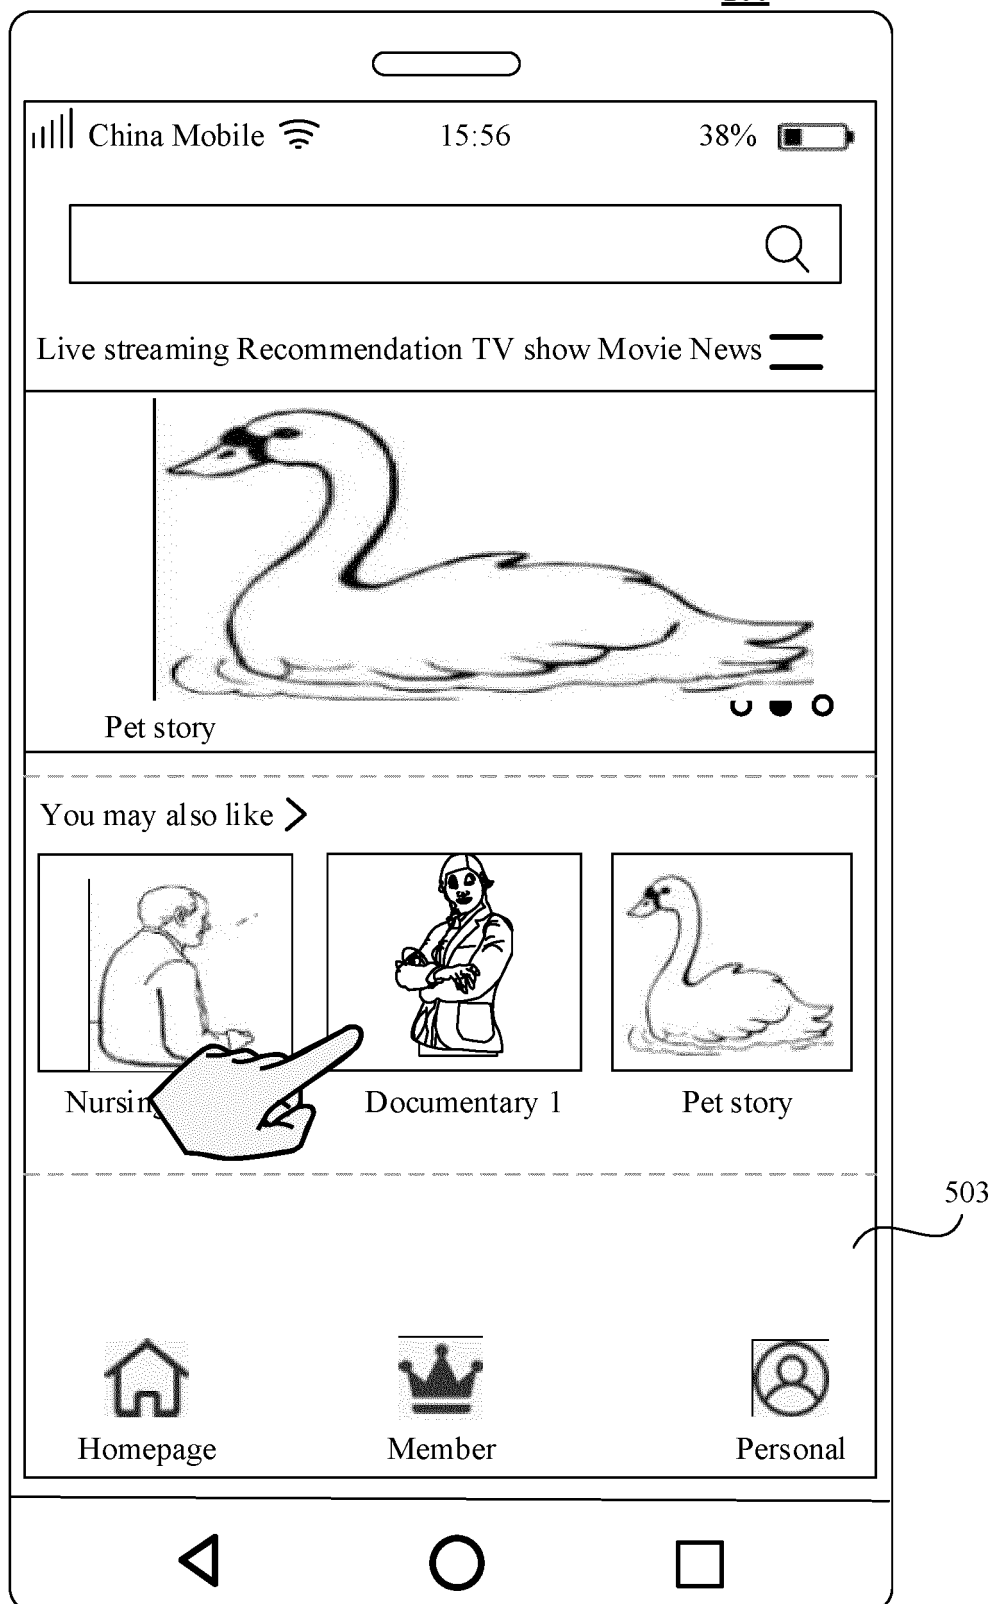 China Mobile 15:56 38%
Live streaming Recommendation TV show Movie News
Pet story
You may also like
Documentary 1 Pet story
503
Homepage Member Personal